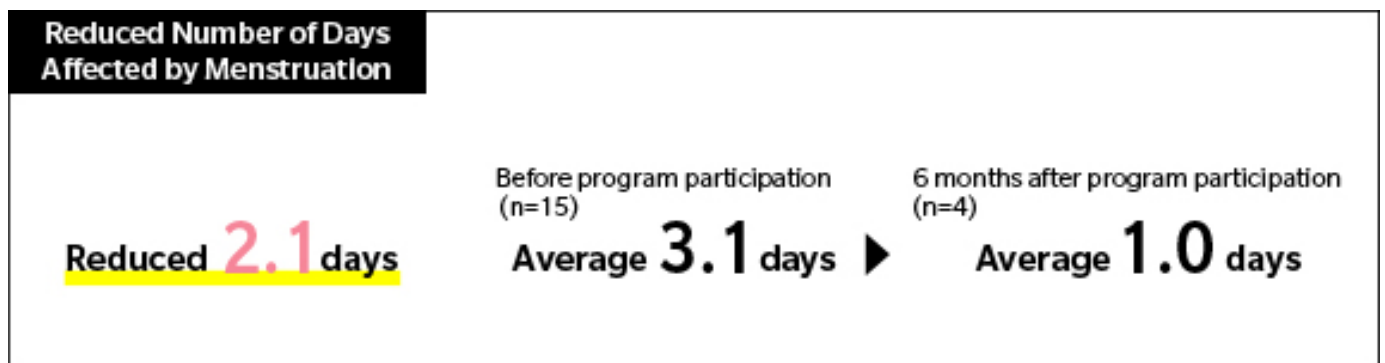 Reduced Number of Days
Affected by Menstruation
Reduced 2.1 days
Before program participation
(n=15)
Average 3.1 days
6 months after program participation
(n=4)
Average 1.0 days